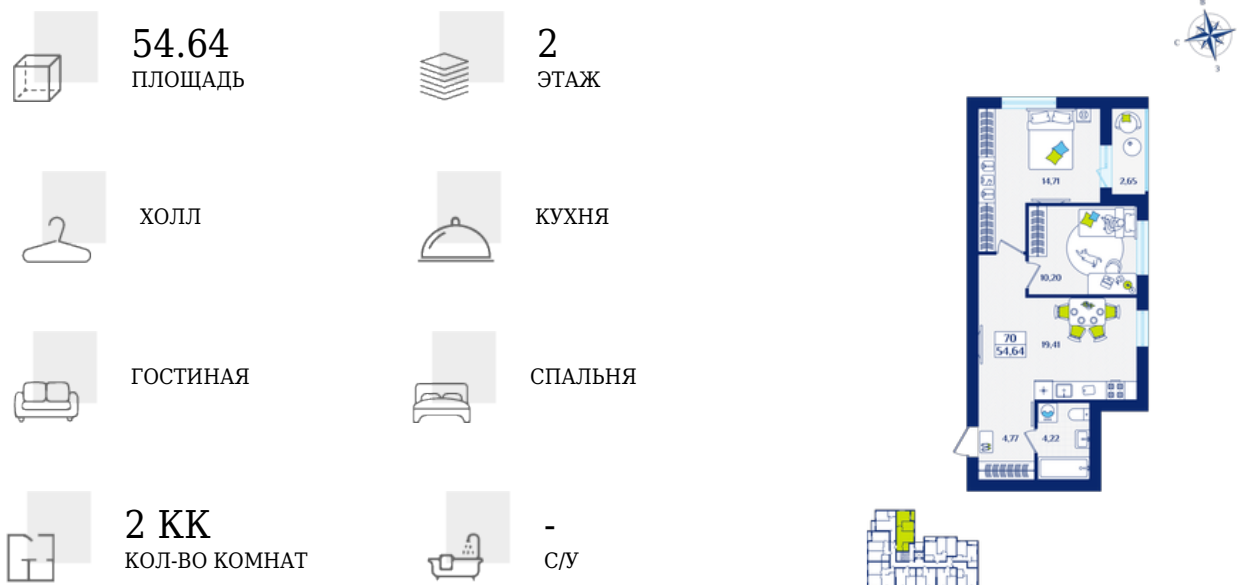 54.64
ПЛОЩАДЬ
2
ЭТАЖ
ХОЛЛ
КУХНЯ
ГОСТИНАЯ
СПАЛЬНЯ
2 КК
КОЛ-ВО КОМНАТ
-
С/У
В
С
З
14,71
2,65
10,20
70
54,64
19,41
4,77
4,22